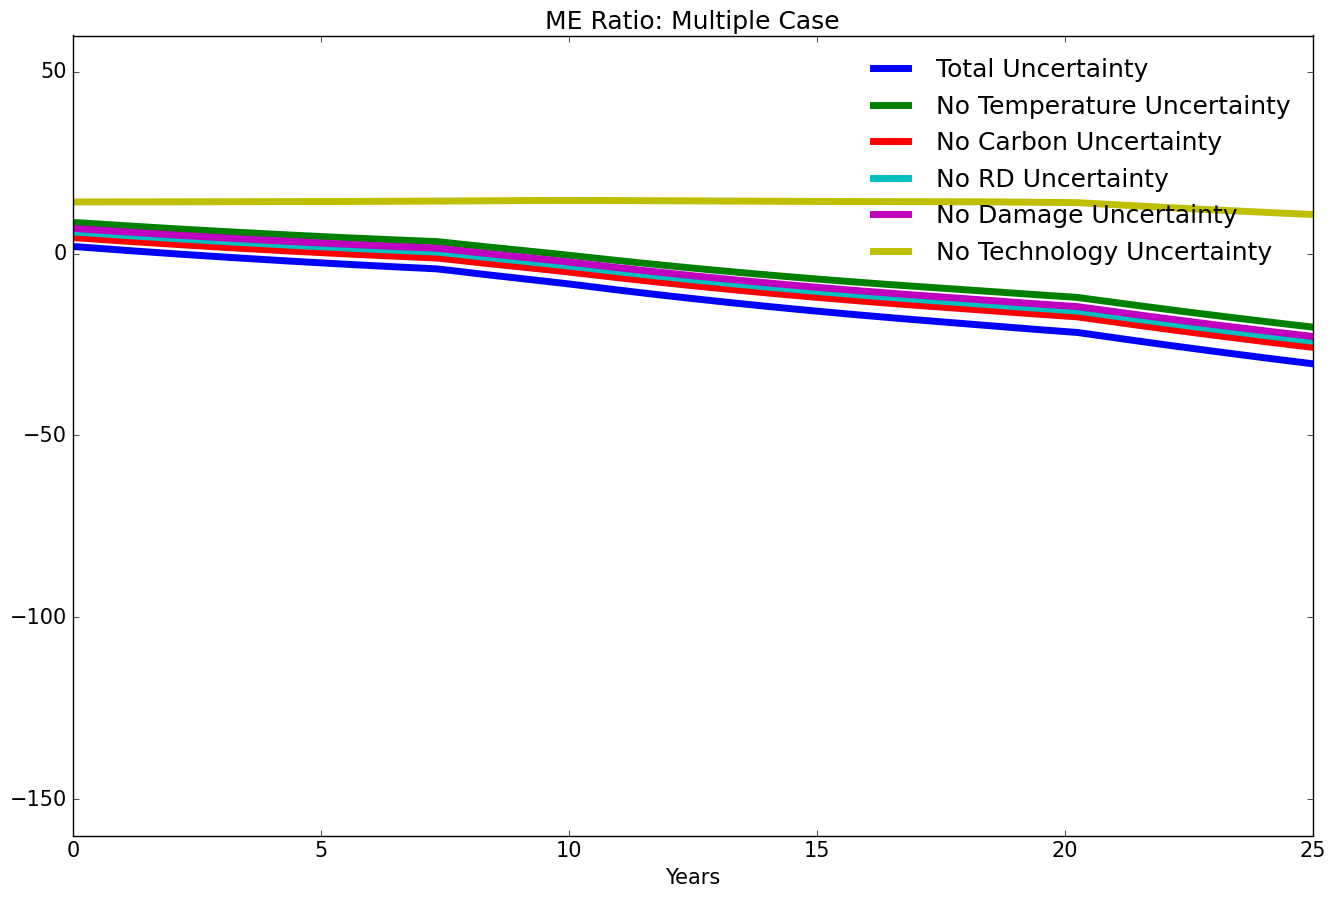 ME Ratio: Multiple Case
50
0
−50
−100
−150
Total Uncertainty
No Temperature Uncertainty
No Carbon Uncertainty
No RD Uncertainty
No Damage Uncertainty
No Technology Uncertainty
0 5 10 15 20 25
Years